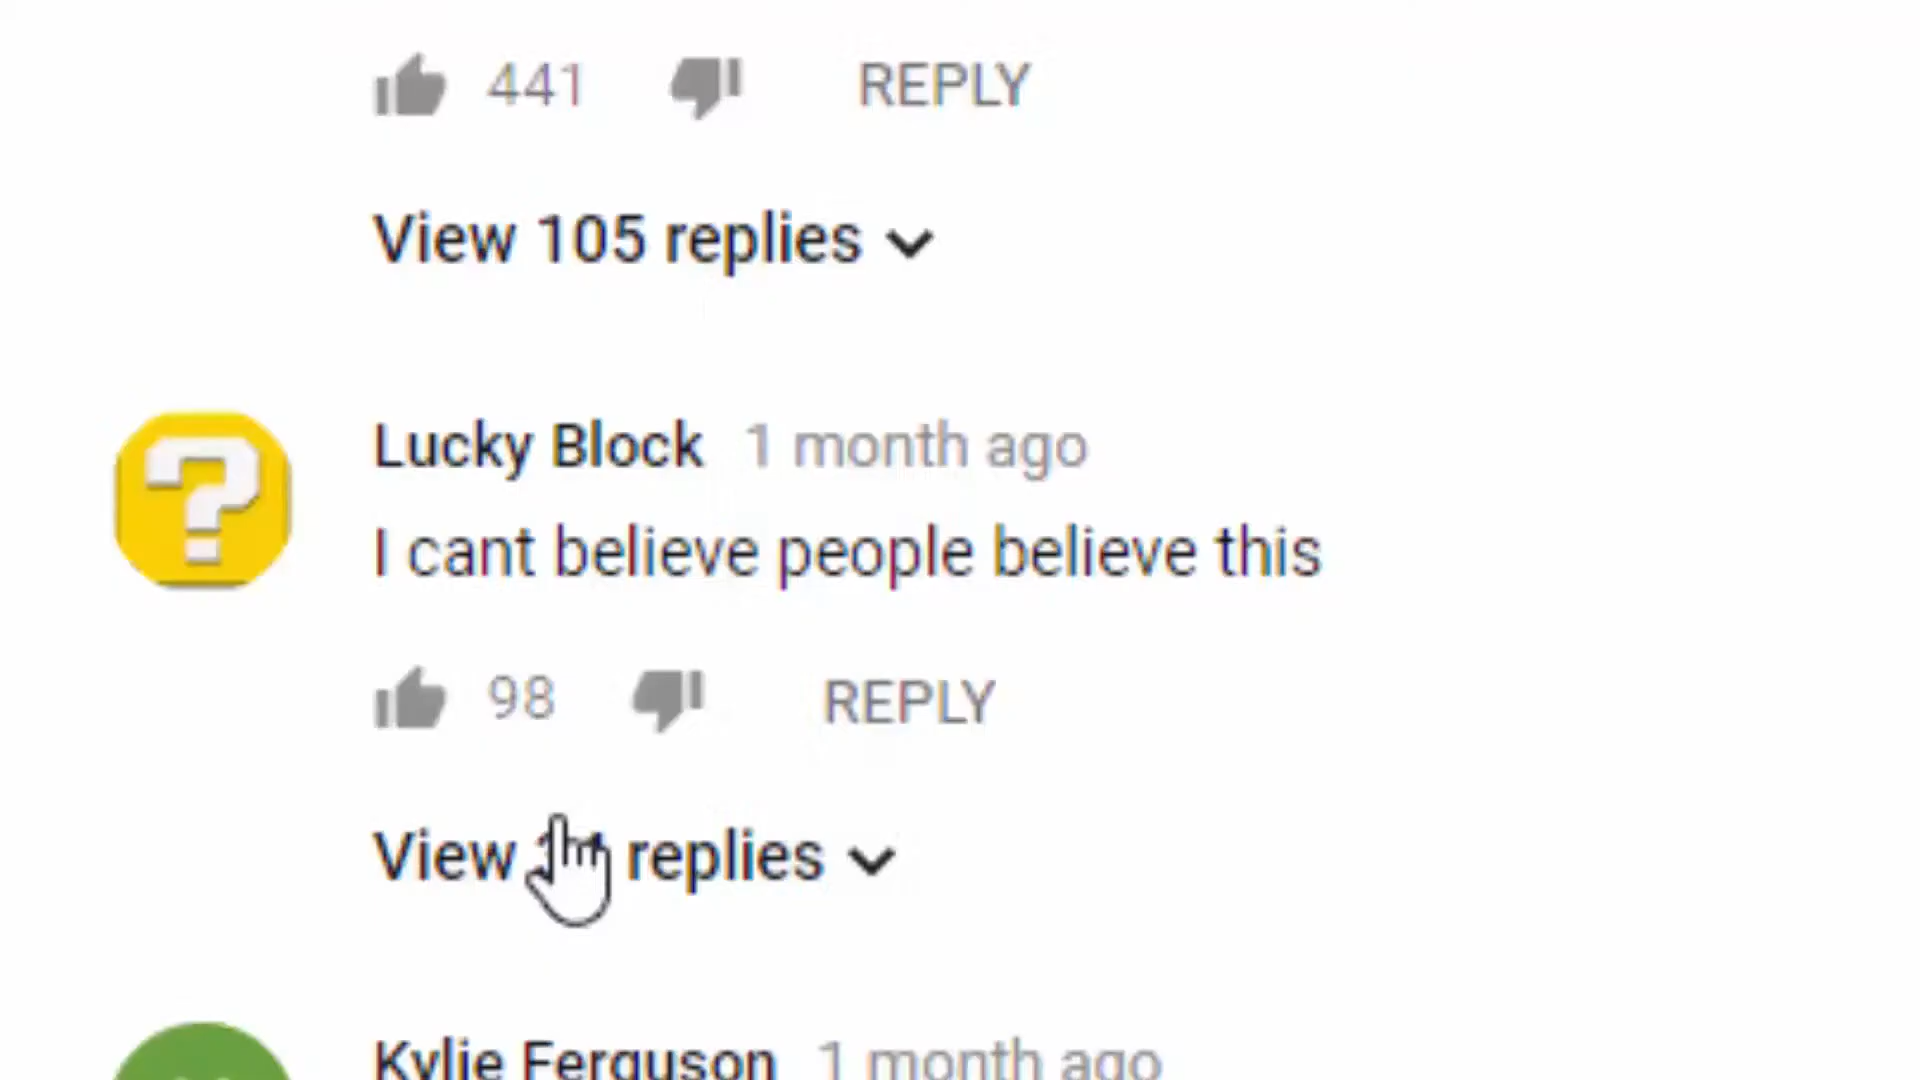 441 REPLY
View 105 replies
Lucky Block 1 month ago
I cant believe people believe this
98 REPLY
View replies
Kylie Ferguson 1 month ago